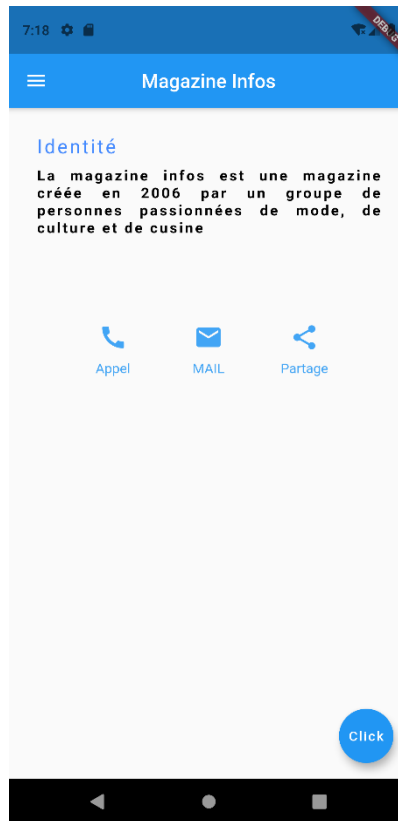 7:18
DEBUG
Magazine Infos
Identité
La magazine infos est une magazine
créée en 2006 par un groupe de
personnes passionnées de mode, de
culture et de cusine
Appel MAIL Partage
Click